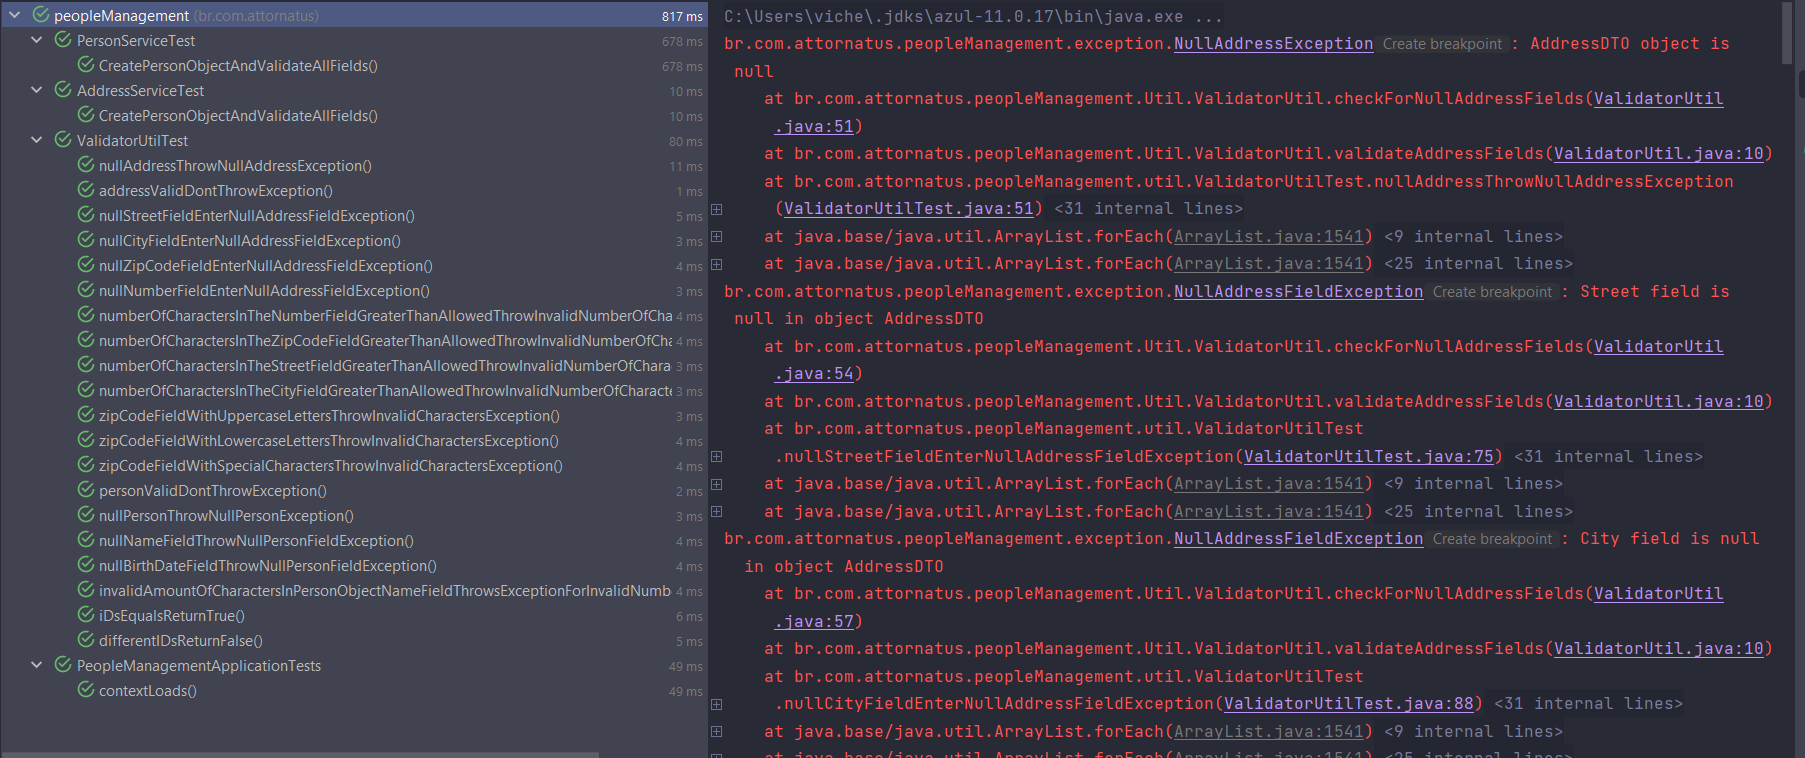 peopleManagement (br.com.attornatus) 817 ms
PersonServiceTest 678 ms
CreatePersonObjectAndValidateAllFields() 678 ms
AddressServiceTest 10 ms
CreatePersonObjectAndValidateAllFields() 10 ms
ValidatorUtilTest 80 ms
nullAddressThrowNullAddressException() 11 ms
addressValidDontThrowException() 1 ms
nullStreetFieldEnterNullAddressFieldException() 5 ms
nullCityFieldEnterNullAddressFieldException() 3 ms
nullZipCodeFieldEnterNullAddressFieldException() 4 ms
nullNumberFieldEnterNullAddressFieldException() 3 ms
numberOfCharactersInTheNumberFieldGreaterThanAllowedThrowInvalidNumberOfCha 4 ms
numberOfCharactersInTheZipCodeFieldGreaterThanAllowedThrowInvalidNumberOfCha 4 ms
numberOfCharactersInTheStreetFieldGreaterThanAllowedThrowInvalidNumberOfChara 3 ms
numberOfCharactersInTheCityFieldGreaterThanAllowedThrowInvalidNumberOfCharacte 3 ms
zipCodeFieldWithUppercaseLettersThrowInvalidCharactersException() 3 ms
zipCodeFieldWithLowercaseLettersThrowInvalidCharactersException() 4 ms
zipCodeFieldWithSpecialCharactersThrowInvalidCharactersException() 4 ms
personValidDontThrowException() 2 ms
nullPersonThrowNullPersonException() 3 ms
nullNameFieldThrowNullPersonFieldException() 4 ms
nullBirthDateFieldThrowNullPersonFieldException() 4 ms
invalidAmountOfCharactersInPersonObjectNameFieldThrowsExceptionForInvalidNumb 4 ms
iDsEqualsReturnTrue() 6 ms
differentIDsReturnFalse() 5 ms
PeopleManagementApplicationTests 49 ms
contextLoads() 49 ms
C:\Users\viche\.jdks\azul-11.0.17\bin\java.exe ...
br.com.attornatus.peopleManagement.exception.NullAddressException Create breakpoint : AddressDTO object is
null
at br.com.attornatus.peopleManagement.Util.ValidatorUtil.checkForNullAddressFields(ValidatorUtil
.java:51)
at br.com.attornatus.peopleManagement.Util.ValidatorUtil.validateAddressFields(ValidatorUtil.java:10)
at br.com.attornatus.peopleManagement.util.ValidatorUtilTest.nullAddressThrowNullAddressException
(ValidatorUtilTest.java:51) <31 internal lines>
at java.base/java.util.ArrayList.forEach(ArrayList.java:1541) <9 internal lines>
at java.base/java.util.ArrayList.forEach(ArrayList.java:1541) <25 internal lines>
br.com.attornatus.peopleManagement.exception.NullAddressFieldException Create breakpoint : Street field is
null in object AddressDTO
at br.com.attornatus.peopleManagement.Util.ValidatorUtil.checkForNullAddressFields(ValidatorUtil
.java:54)
at br.com.attornatus.peopleManagement.Util.ValidatorUtil.validateAddressFields(ValidatorUtil.java:10)
at br.com.attornatus.peopleManagement.util.ValidatorUtilTest
.nullStreetFieldEnterNullAddressFieldException(ValidatorUtilTest.java:75) <31 internal lines>
at java.base/java.util.ArrayList.forEach(ArrayList.java:1541) <9 internal lines>
at java.base/java.util.ArrayList.forEach(ArrayList.java:1541) <25 internal lines>
br.com.attornatus.peopleManagement.exception.NullAddressFieldException Create breakpoint : City field is null
in object AddressDTO
at br.com.attornatus.peopleManagement.Util.ValidatorUtil.checkForNullAddressFields(ValidatorUtil
.java:57)
at br.com.attornatus.peopleManagement.Util.ValidatorUtil.validateAddressFields(ValidatorUtil.java:10)
at br.com.attornatus.peopleManagement.util.ValidatorUtilTest
.nullCityFieldEnterNullAddressFieldException(ValidatorUtilTest.java:88) <31 internal lines>
at java.base/java.util.ArrayList.forEach(ArrayList.java:1541) <9 internal lines>
at java.base/java.util.ArrayList.forEach(ArrayList.java:1541) <25 internal lines>